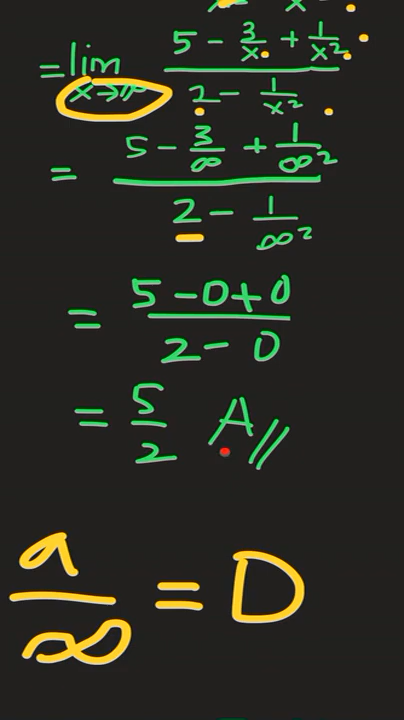 = lim x→∞ (5 - 3/x + 1/x²) / (2 - 1/x²)
= (5 - 3/∞ + 1/∞²) / (2 - 1/∞²)
= (5 - 0 + 0) / (2 - 0)
= 5/2 A //
a/∞ = D